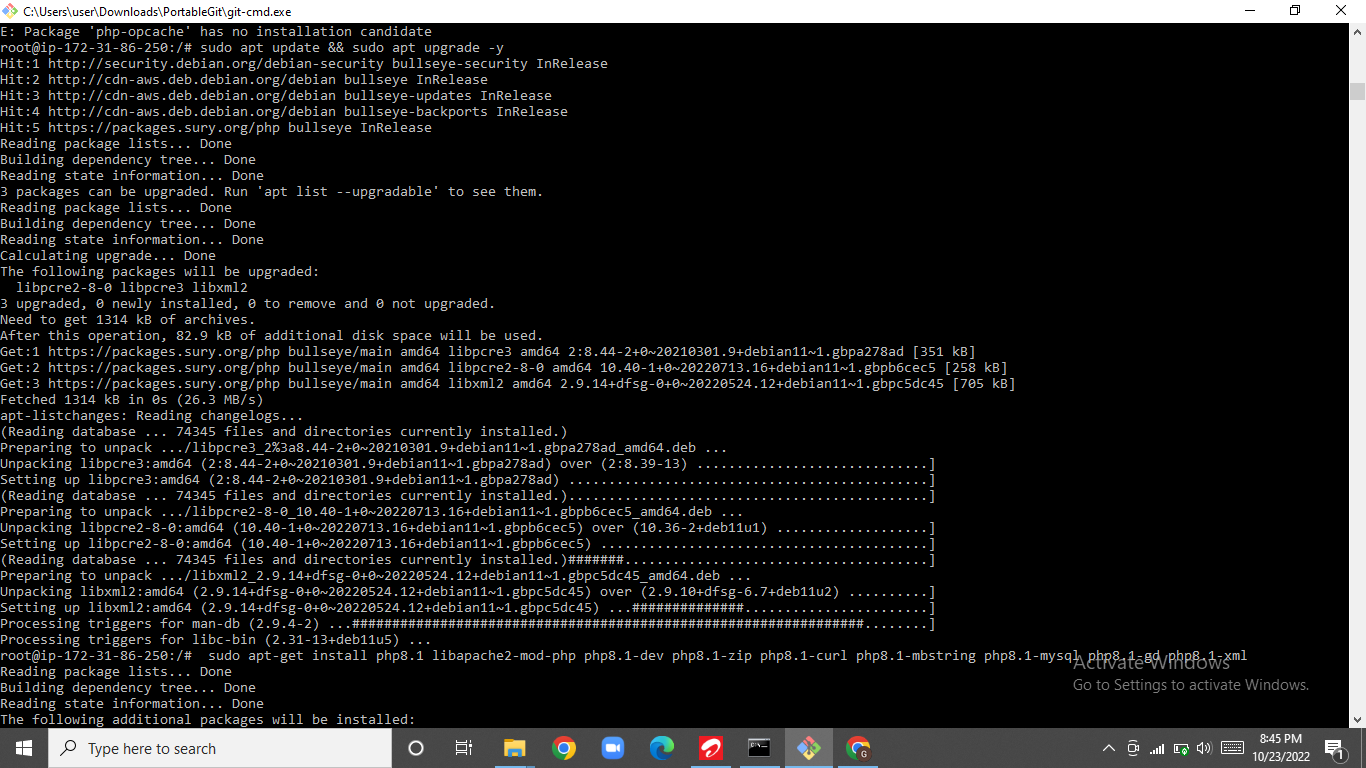 C:\Users\user\Downloads\PortableGit\git-cmd.exe
E: Package 'php-opcache' has no installation candidate
root@ip-172-31-86-250:/# sudo apt update && sudo apt upgrade -y
Hit:1 http://security.debian.org/debian-security bullseye-security InRelease
Hit:2 http://cdn-aws.deb.debian.org/debian bullseye InRelease
Hit:3 http://cdn-aws.deb.debian.org/debian bullseye-updates InRelease
Hit:4 http://cdn-aws.deb.debian.org/debian bullseye-backports InRelease
Hit:5 https://packages.sury.org/php bullseye InRelease
Reading package lists... Done
Building dependency tree... Done
Reading state information... Done
3 packages can be upgraded. Run 'apt list --upgradable' to see them.
Reading package lists... Done
Building dependency tree... Done
Reading state information... Done
Calculating upgrade... Done
The following packages will be upgraded:
  libpcre2-8-0 libpcre3 libxml2
3 upgraded, 0 newly installed, 0 to remove and 0 not upgraded.
Need to get 1314 kB of archives.
After this operation, 82.9 kB of additional disk space will be used.
Get:1 https://packages.sury.org/php bullseye/main amd64 libpcre3 amd64 2:8.44-2+0~20210301.9+debian11~1.gbpa278ad [351 kB]
Get:2 https://packages.sury.org/php bullseye/main amd64 libpcre2-8-0 amd64 10.40-1+0~20220713.16+debian11~1.gbpb6cec5 [258 kB]
Get:3 https://packages.sury.org/php bullseye/main amd64 libxml2 amd64 2.9.14+dfsg-0+0~20220524.12+debian11~1.gbpc5dc45 [705 kB]
Fetched 1314 kB in 0s (26.3 MB/s)
apt-listchanges: Reading changelogs...
(Reading database ... 74345 files and directories currently installed.)
Preparing to unpack .../libpcre3_2%3a8.44-2+0~20210301.9+debian11~1.gbpa278ad_amd64.deb ...
Unpacking libpcre3:amd64 (2:8.44-2+0~20210301.9+debian11~1.gbpa278ad) over (2:8.39-13) .............................]
Setting up libpcre3:amd64 (2:8.44-2+0~20210301.9+debian11~1.gbpa278ad) .............................................]
(Reading database ... 74345 files and directories currently installed.).............................................]
Preparing to unpack .../libpcre2-8-0_10.40-1+0~20220713.16+debian11~1.gbpb6cec5_amd64.deb ...
Unpacking libpcre2-8-0:amd64 (10.40-1+0~20220713.16+debian11~1.gbpb6cec5) over (10.36-2+deb11u1) ...................]
Setting up libpcre2-8-0:amd64 (10.40-1+0~20220713.16+debian11~1.gbpb6cec5) .........................................]
(Reading database ... 74345 files and directories currently installed.)#######......................................]
Preparing to unpack .../libxml2_2.9.14+dfsg-0+0~20220524.12+debian11~1.gbpc5dc45_amd64.deb ...
Unpacking libxml2:amd64 (2.9.14+dfsg-0+0~20220524.12+debian11~1.gbpc5dc45) over (2.9.10+dfsg-6.7+deb11u2) ..........]
Setting up libxml2:amd64 (2.9.14+dfsg-0+0~20220524.12+debian11~1.gbpc5dc45) ...##############.......................]
Processing triggers for man-db (2.9.4-2) ...################################################################........]
Processing triggers for libc-bin (2.31-13+deb11u5) ...
root@ip-172-31-86-250:/#  sudo apt-get install php8.1 libapache2-mod-php php8.1-dev php8.1-zip php8.1-curl php8.1-mbstring php8.1-mysql php8.1-gd php8.1-xml
Reading package lists... Done
Building dependency tree... Done
Reading state information... Done
The following additional packages will be installed:
Activate Windows
Go to Settings to activate Windows.
Type here to search
8:45 PM
10/23/2022
1